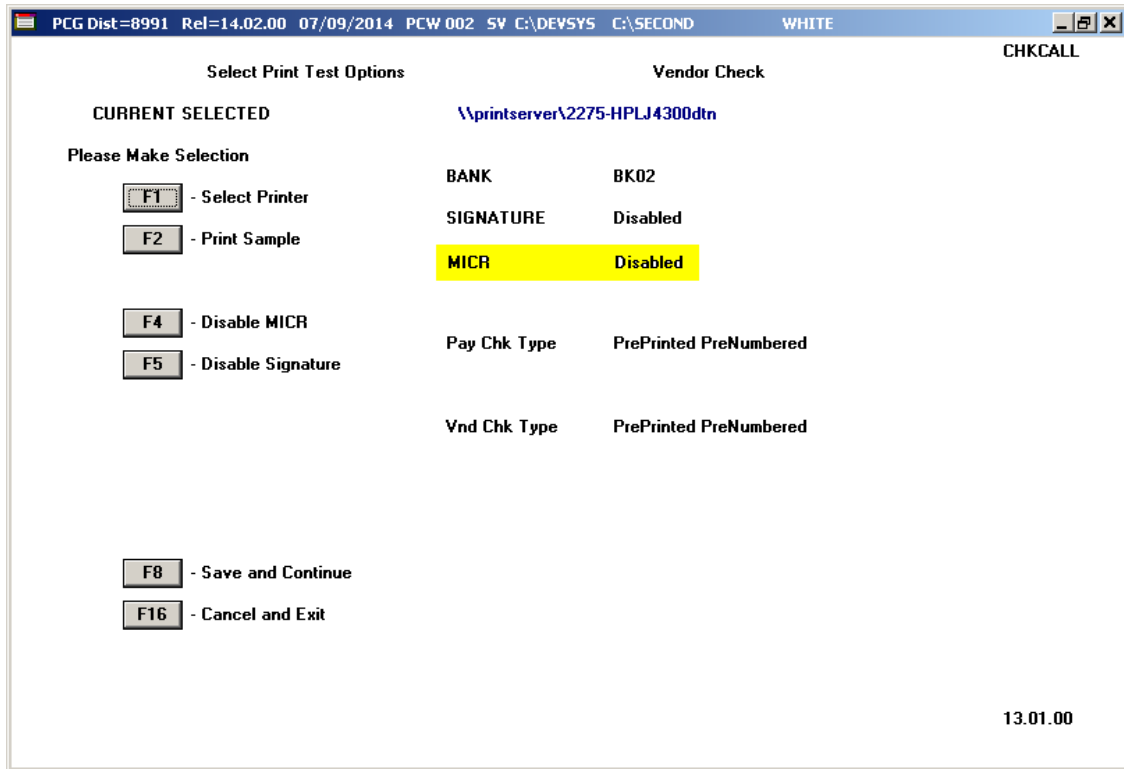 PCG Dist=8991 Rel=14.02.00 07/09/2014 PCW 002 SV C:\DEVSYS C:\SECOND WHITE
CHKCALL
Select Print Test Options Vendor Check
CURRENT SELECTED \\printserver\2275-HPLJ4300dtn
Please Make Selection
BANK BK02
F1 - Select Printer
SIGNATURE Disabled
F2 - Print Sample
MICR Disabled
F4 - Disable MICR
Pay Chk Type PrePrinted PreNumbered
F5 - Disable Signature
Vnd Chk Type PrePrinted PreNumbered
F8 - Save and Continue
F16 - Cancel and Exit
13.01.00